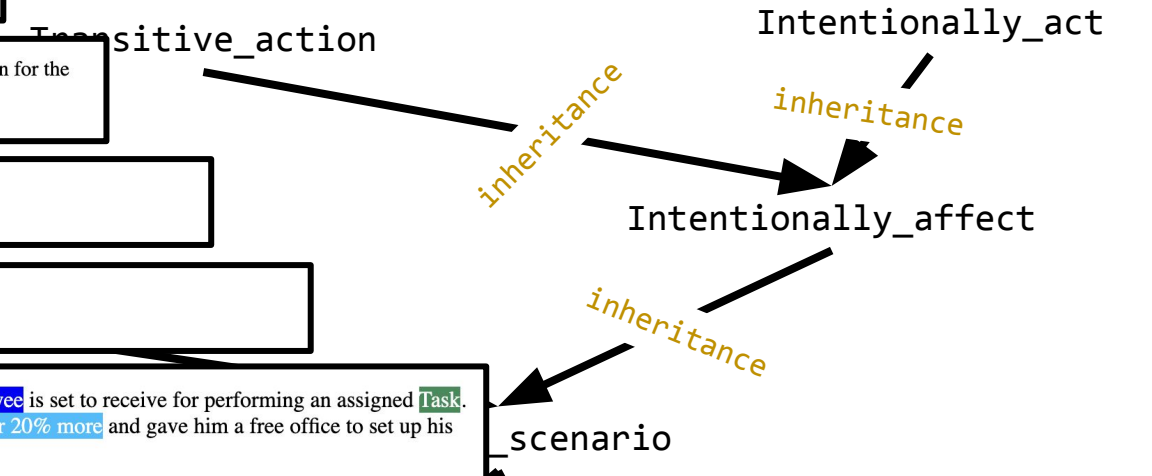 Intentionally_act
Transitive_action
n for the
inheritance
inheritance
Intentionally_affect
inheritance
yee is set to receive for performing an assigned Task.
r 20% more and gave him a free office to set up his
_scenario